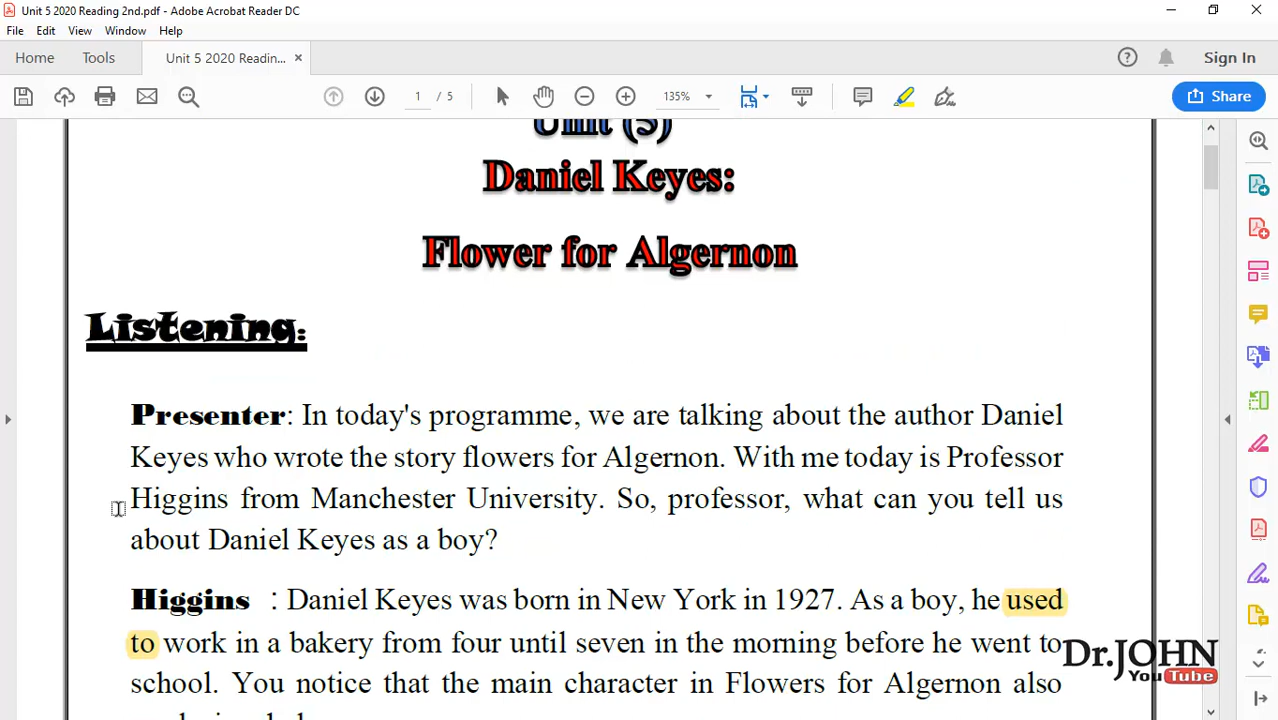 Unit 5 2020 Reading 2nd.pdf - Adobe Acrobat Reader DC
File Edit View Window Help
Home Tools Unit 5 2020 Readin... × Sign In
1 / 5 135% Share
Unit (5)
Daniel Keyes:
Flower for Algernon
Listening:
Presenter: In today's programme, we are talking about the author Daniel
Keyes who wrote the story flowers for Algernon. With me today is Professor
Higgins from Manchester University. So, professor, what can you tell us
about Daniel Keyes as a boy?
Higgins : Daniel Keyes was born in New York in 1927. As a boy, he used
to work in a bakery from four until seven in the morning before he went to
school. You notice that the main character in Flowers for Algernon also
Dr.JOHN
YouTube